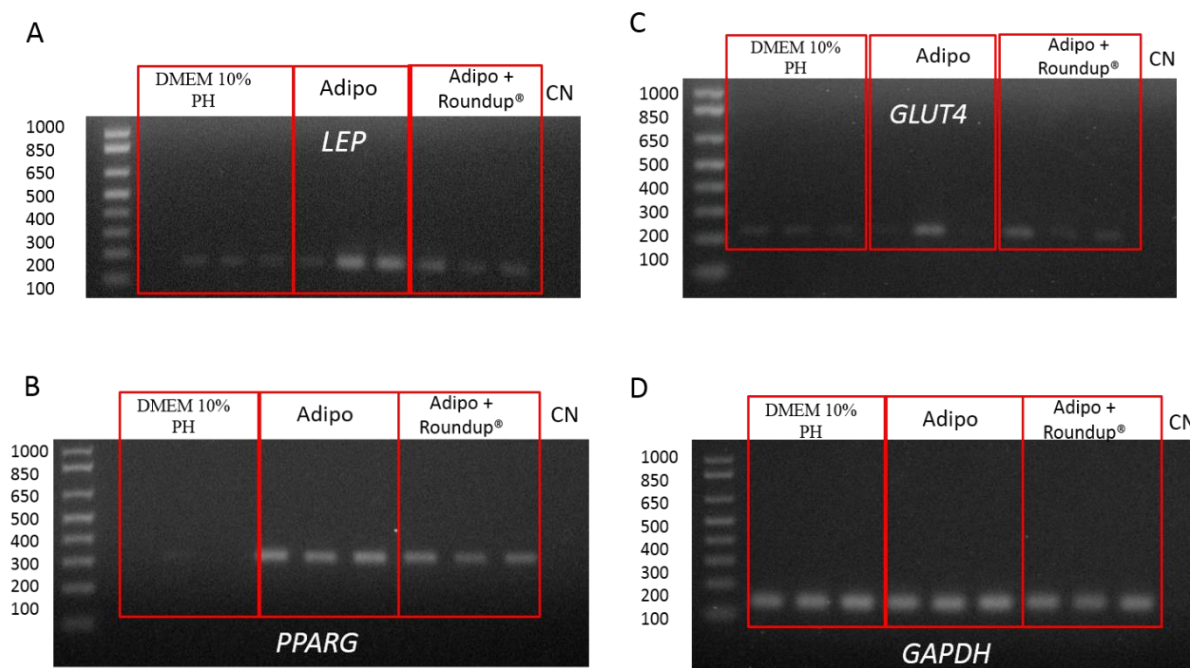 A
DMEM 10%
PH
Adipo
Adipo +
Roundup®
CN
LEP
1000
850
650
500
400
300
200
100
C
DMEM 10%
PH
Adipo
Adipo +
Roundup®
CN
GLUT4
1000
850
650
500
400
300
200
100
B
DMEM 10%
PH
Adipo
Adipo +
Roundup®
CN
1000
850
650
500
400
300
200
100
PPARG
D
DMEM 10%
PH
Adipo
Adipo +
Roundup®
CN
1000
850
650
500
400
300
200
100
GAPDH